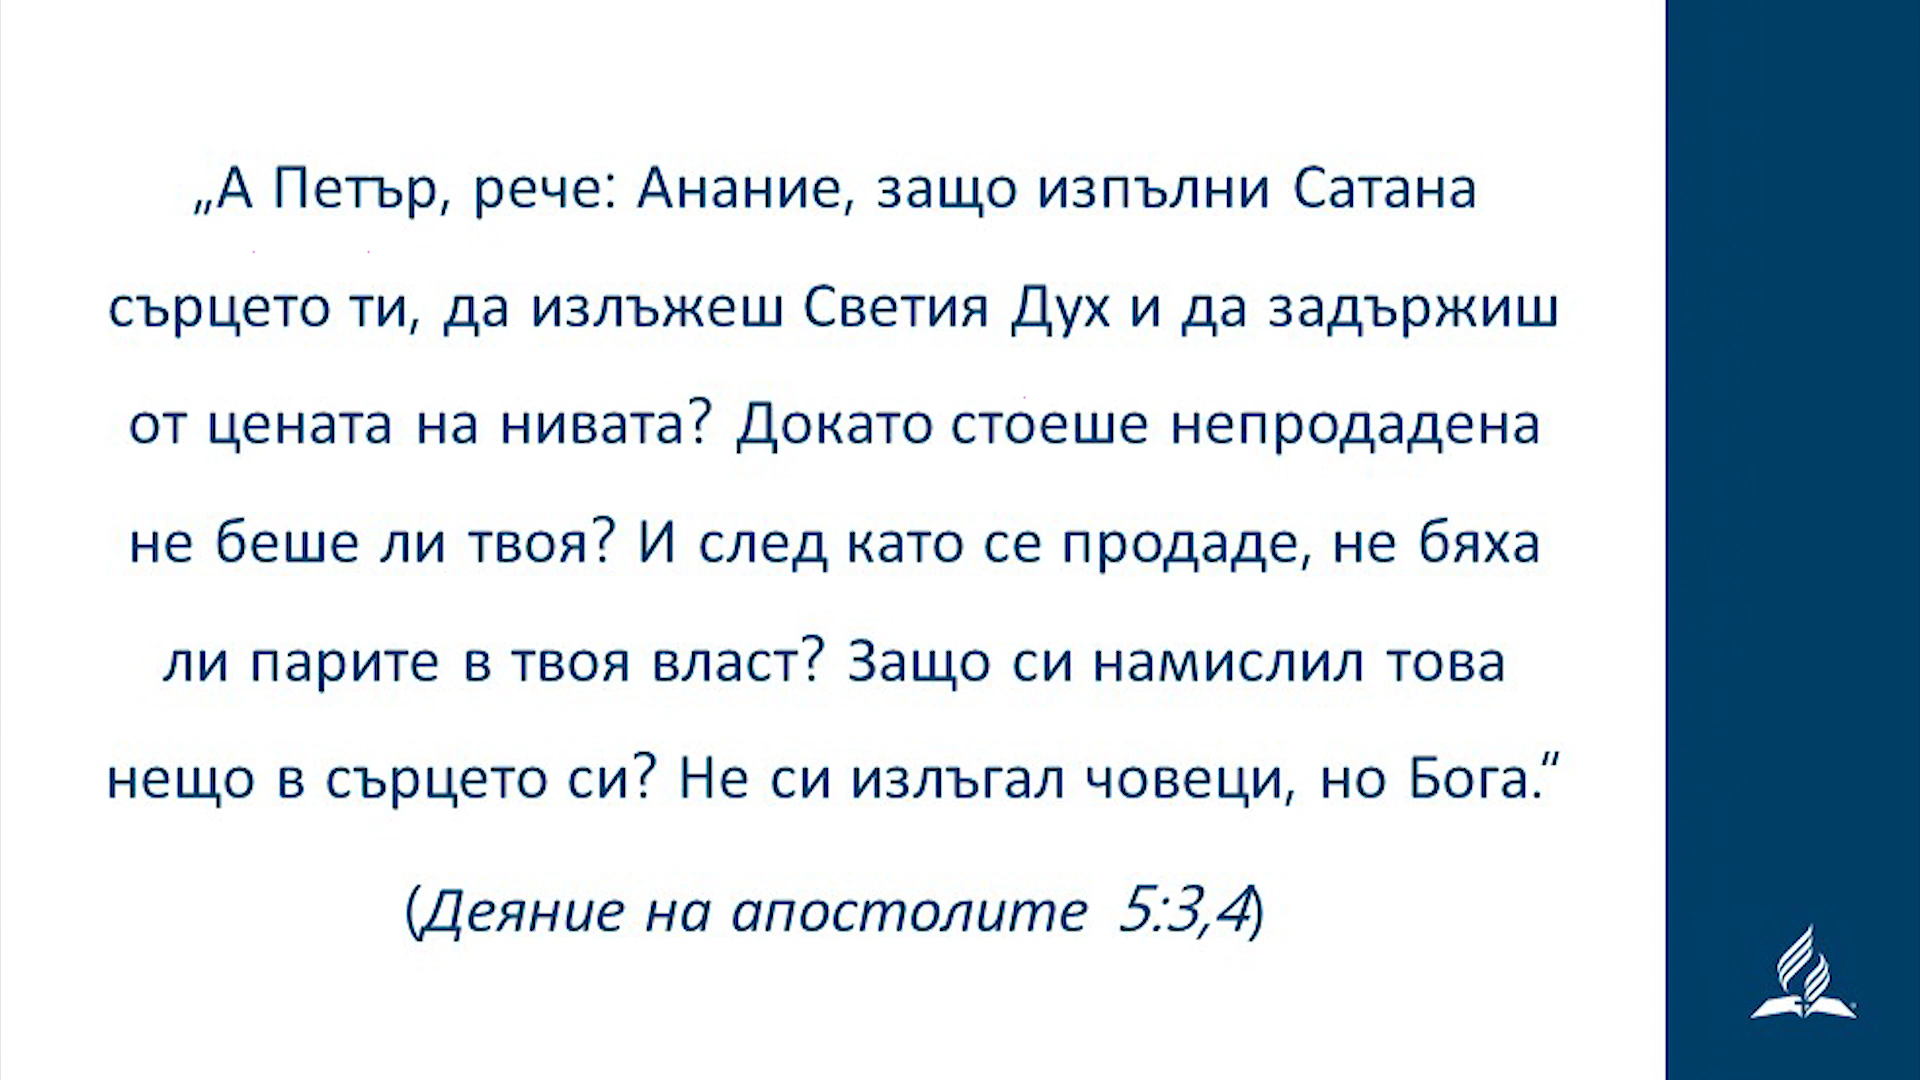 „А Петър, рече: Анание, защо изпълни Сатана
сърцето ти, да излъжеш Светия Дух и да задържиш
от цената на нивата? Докато стоеше непродадена
не беше ли твоя? И след като се продаде, не бяха
ли парите в твоя власт? Защо си намислил това
нещо в сърцето си? Не си излъгал човеци, но Бога.“
(Деяние на апостолите 5:3,4)